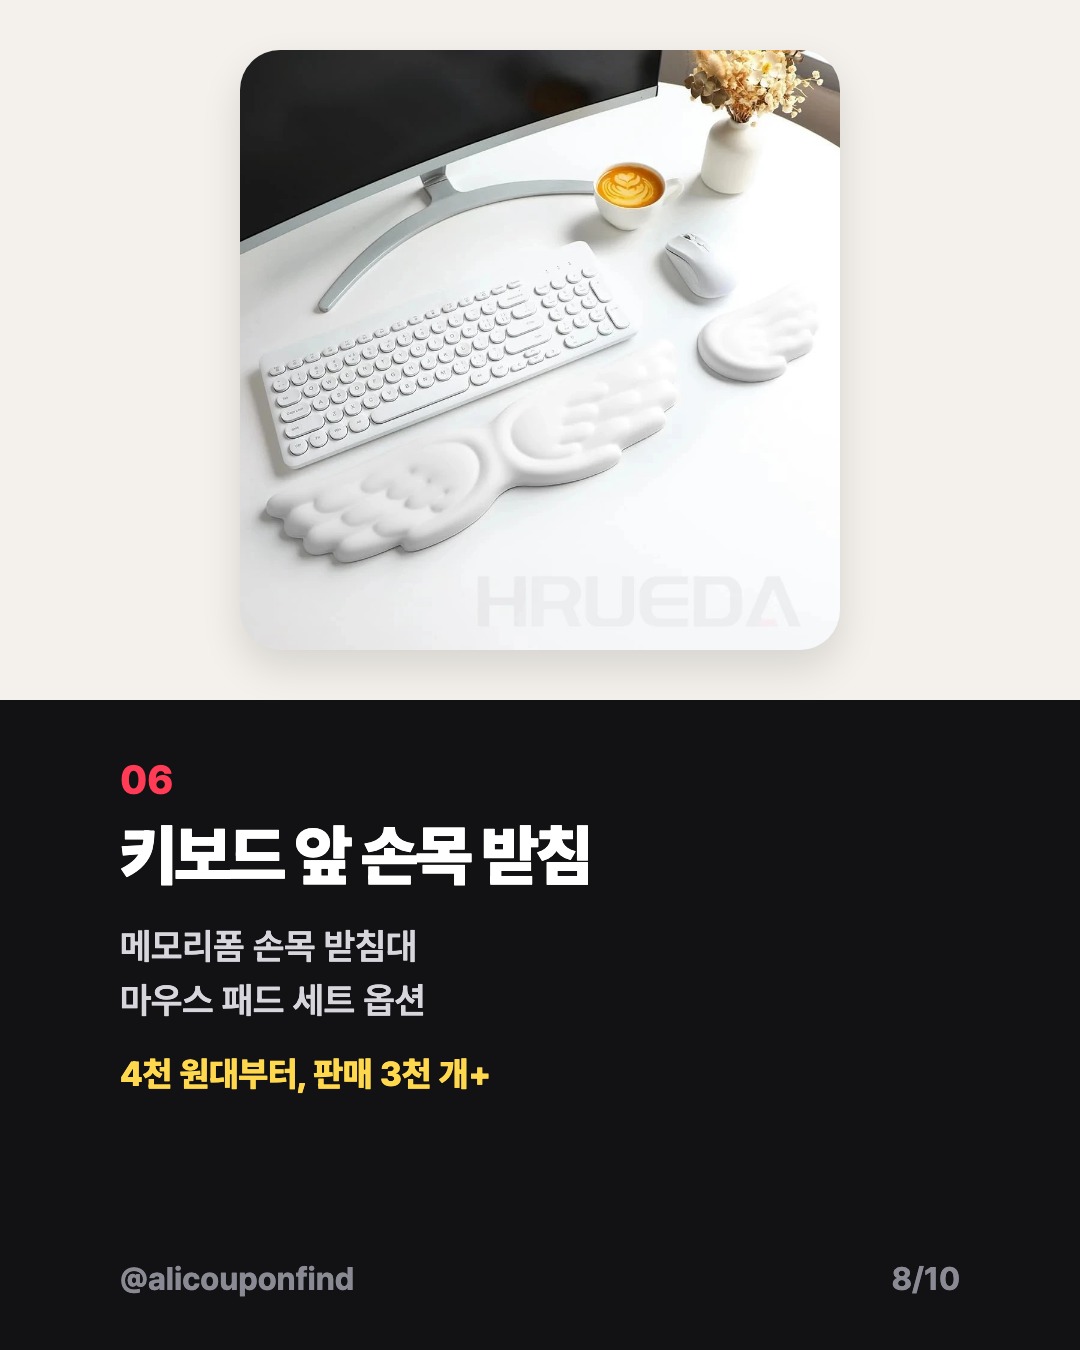 HRUEDA
06
키보드 앞 손목 받침
메모리폼 손목 받침대
마우스 패드 세트 옵션
4천 원대부터, 판매 3천 개+
@alicouponfind
8/10